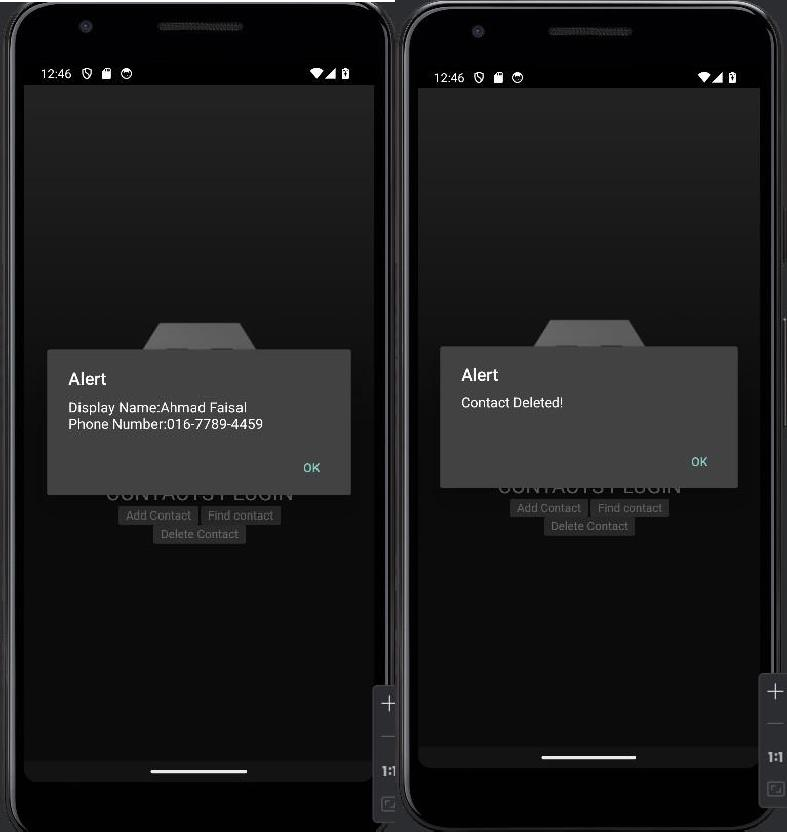 12:46
Alert
Display Name:Ahmad Faisal
Phone Number:016-7789-4459
OK
CONTACTS PLUGIN
Add Contact Find contact
Delete Contact
1:1
12:46
Alert
Contact Deleted!
OK
CONTACTS PLUGIN
Add Contact Find contact
Delete Contact
1:1